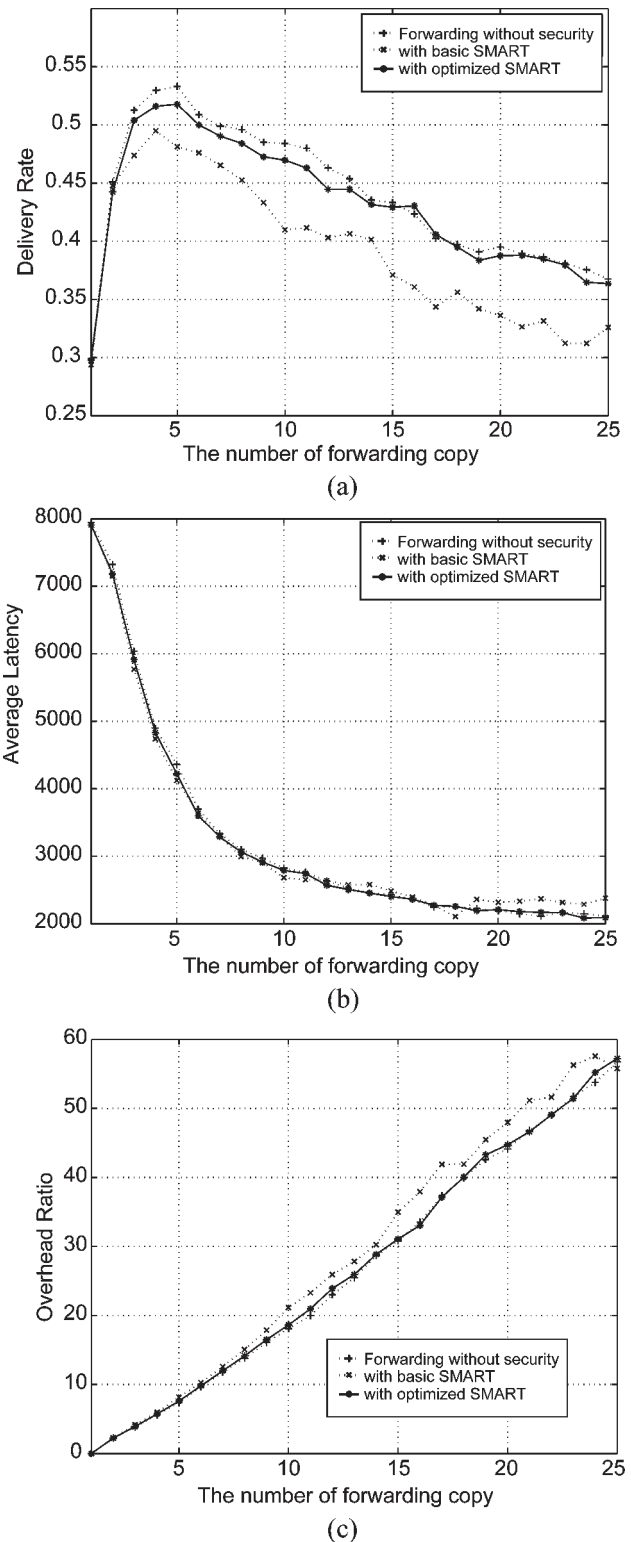 Forwarding without security
with basic SMART
with optimized SMART
0.55
0.5
0.45
0.4
0.35
0.3
0.25
Delivery Rate
5 10 15 20 25
The number of forwarding copy
(a)
8000
7000
6000
5000
4000
3000
2000
Average Latency
Forwarding without security
with basic SMART
with optimized SMART
5 10 15 20 25
The number of forwarding copy
(b)
60
50
40
30
20
10
0
Overhead Ratio
Forwarding without security
with basic SMART
with optimized SMART
5 10 15 20 25
The number of forwarding copy
(c)